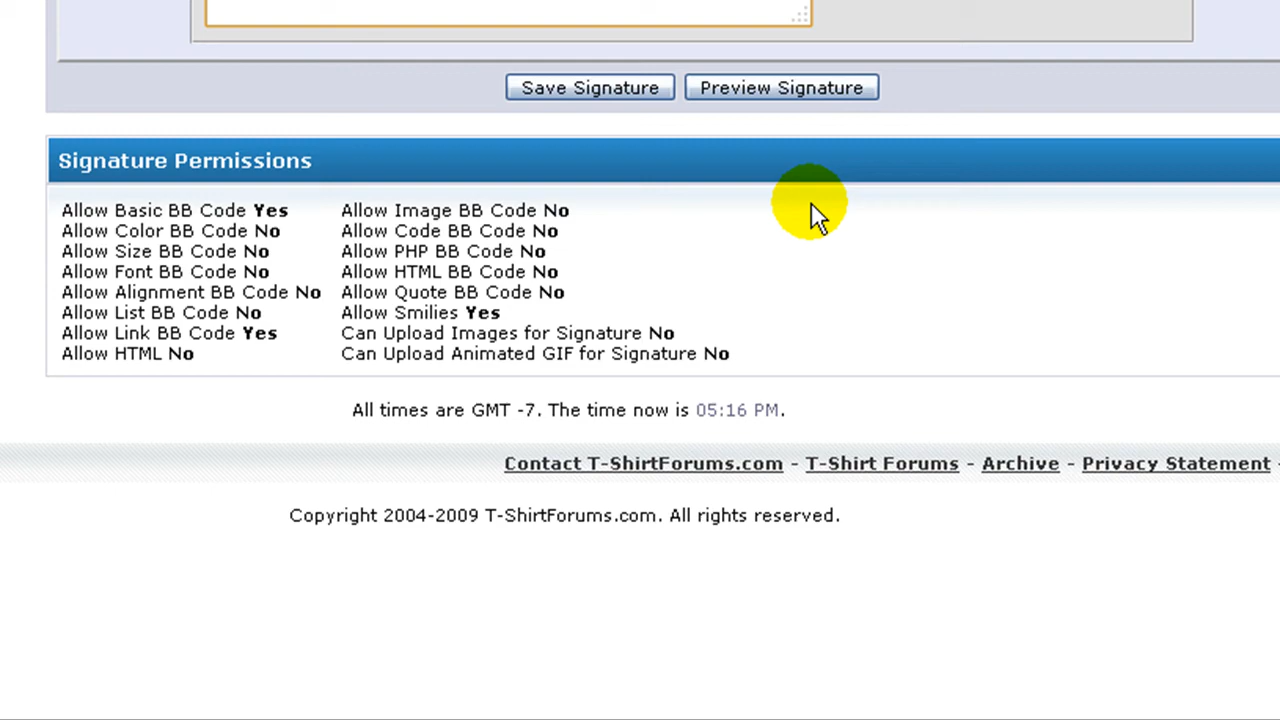 Save Signature Preview Signature
Signature Permissions
Allow Basic BB Code Yes
Allow Color BB Code No
Allow Size BB Code No
Allow Font BB Code No
Allow Alignment BB Code No
Allow List BB Code No
Allow Link BB Code Yes
Allow HTML No
Allow Image BB Code No
Allow Code BB Code No
Allow PHP BB Code No
Allow HTML BB Code No
Allow Quote BB Code No
Allow Smilies Yes
Can Upload Images for Signature No
Can Upload Animated GIF for Signature No
All times are GMT -7. The time now is 05:16 PM.
Contact T-ShirtForums.com - T-Shirt Forums - Archive - Privacy Statement -
Copyright 2004-2009 T-ShirtForums.com. All rights reserved.